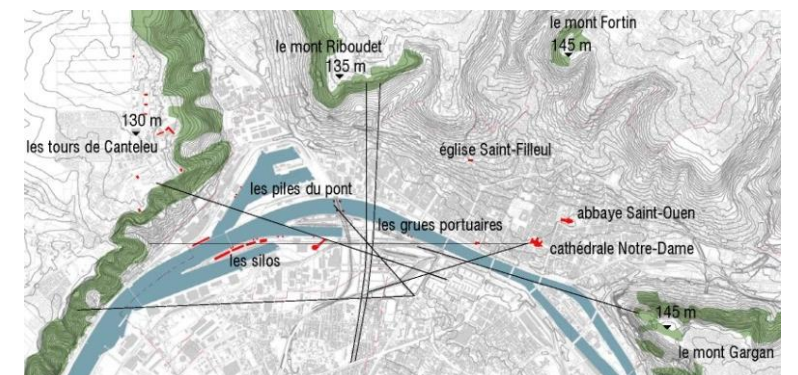 le mont Fortin
145 m
le mont Riboudet
135 m
130 m
les tours de Canteleu
église Saint-Filleul
les piles du pont
abbaye Saint-Ouen
les grues portuaires
cathédrale Notre-Dame
les silos
145 m
le mont Gargan